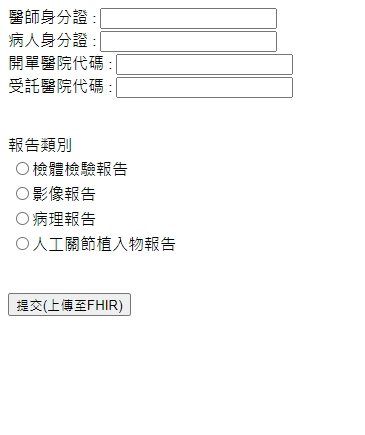 醫師身分證 :
病人身分證 :
開單醫院代碼 :
受託醫院代碼 :
報告類別
檢體檢驗報告
影像報告
病理報告
人工關節植入物報告
提交(上傳至FHIR)